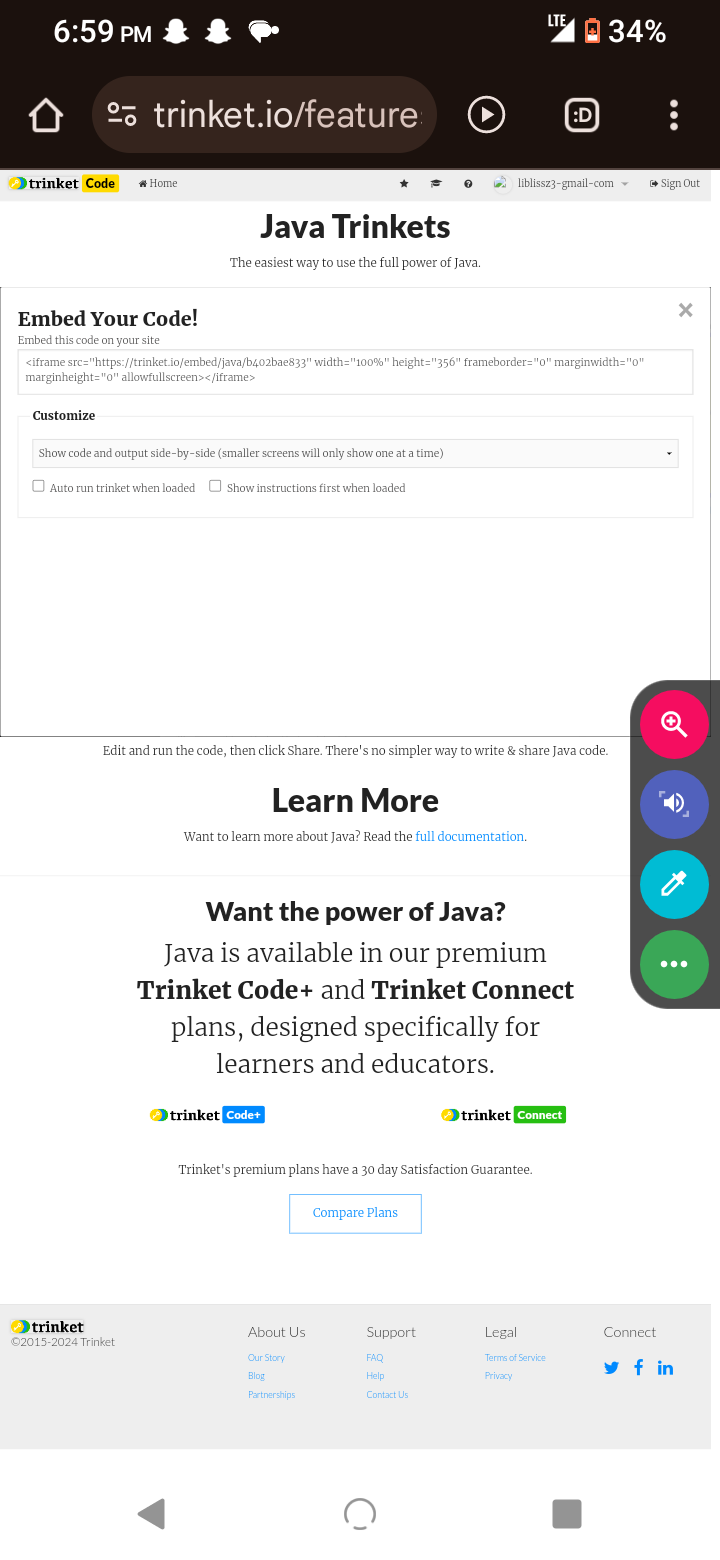 6:59 PM LTE 34%
trinket.io/feature :D
trinket Code Home liblissz3-gmail-com Sign Out
Java Trinkets
The easiest way to use the full power of Java.
Embed Your Code!
Embed this code on your site
<iframe src="https://trinket.io/embed/java/b402bae833" width="100%" height="356" frameborder="0" marginwidth="0"
marginheight="0" allowfullscreen></iframe>
Customize
Show code and output side-by-side (smaller screens will only show one at a time)
Auto run trinket when loaded Show instructions first when loaded
Edit and run the code, then click Share. There's no simpler way to write & share Java code.
Learn More
Want to learn more about Java? Read the full documentation.
Want the power of Java?
Java is available in our premium
Trinket Code+ and Trinket Connect
plans, designed specifically for
learners and educators.
trinket Code+ trinket Connect
Trinket's premium plans have a 30 day Satisfaction Guarantee.
Compare Plans
trinket
©2015-2024 Trinket
About Us
Our Story
Blog
Partnerships
Support
FAQ
Help
Contact Us
Legal
Terms of Service
Privacy
Connect